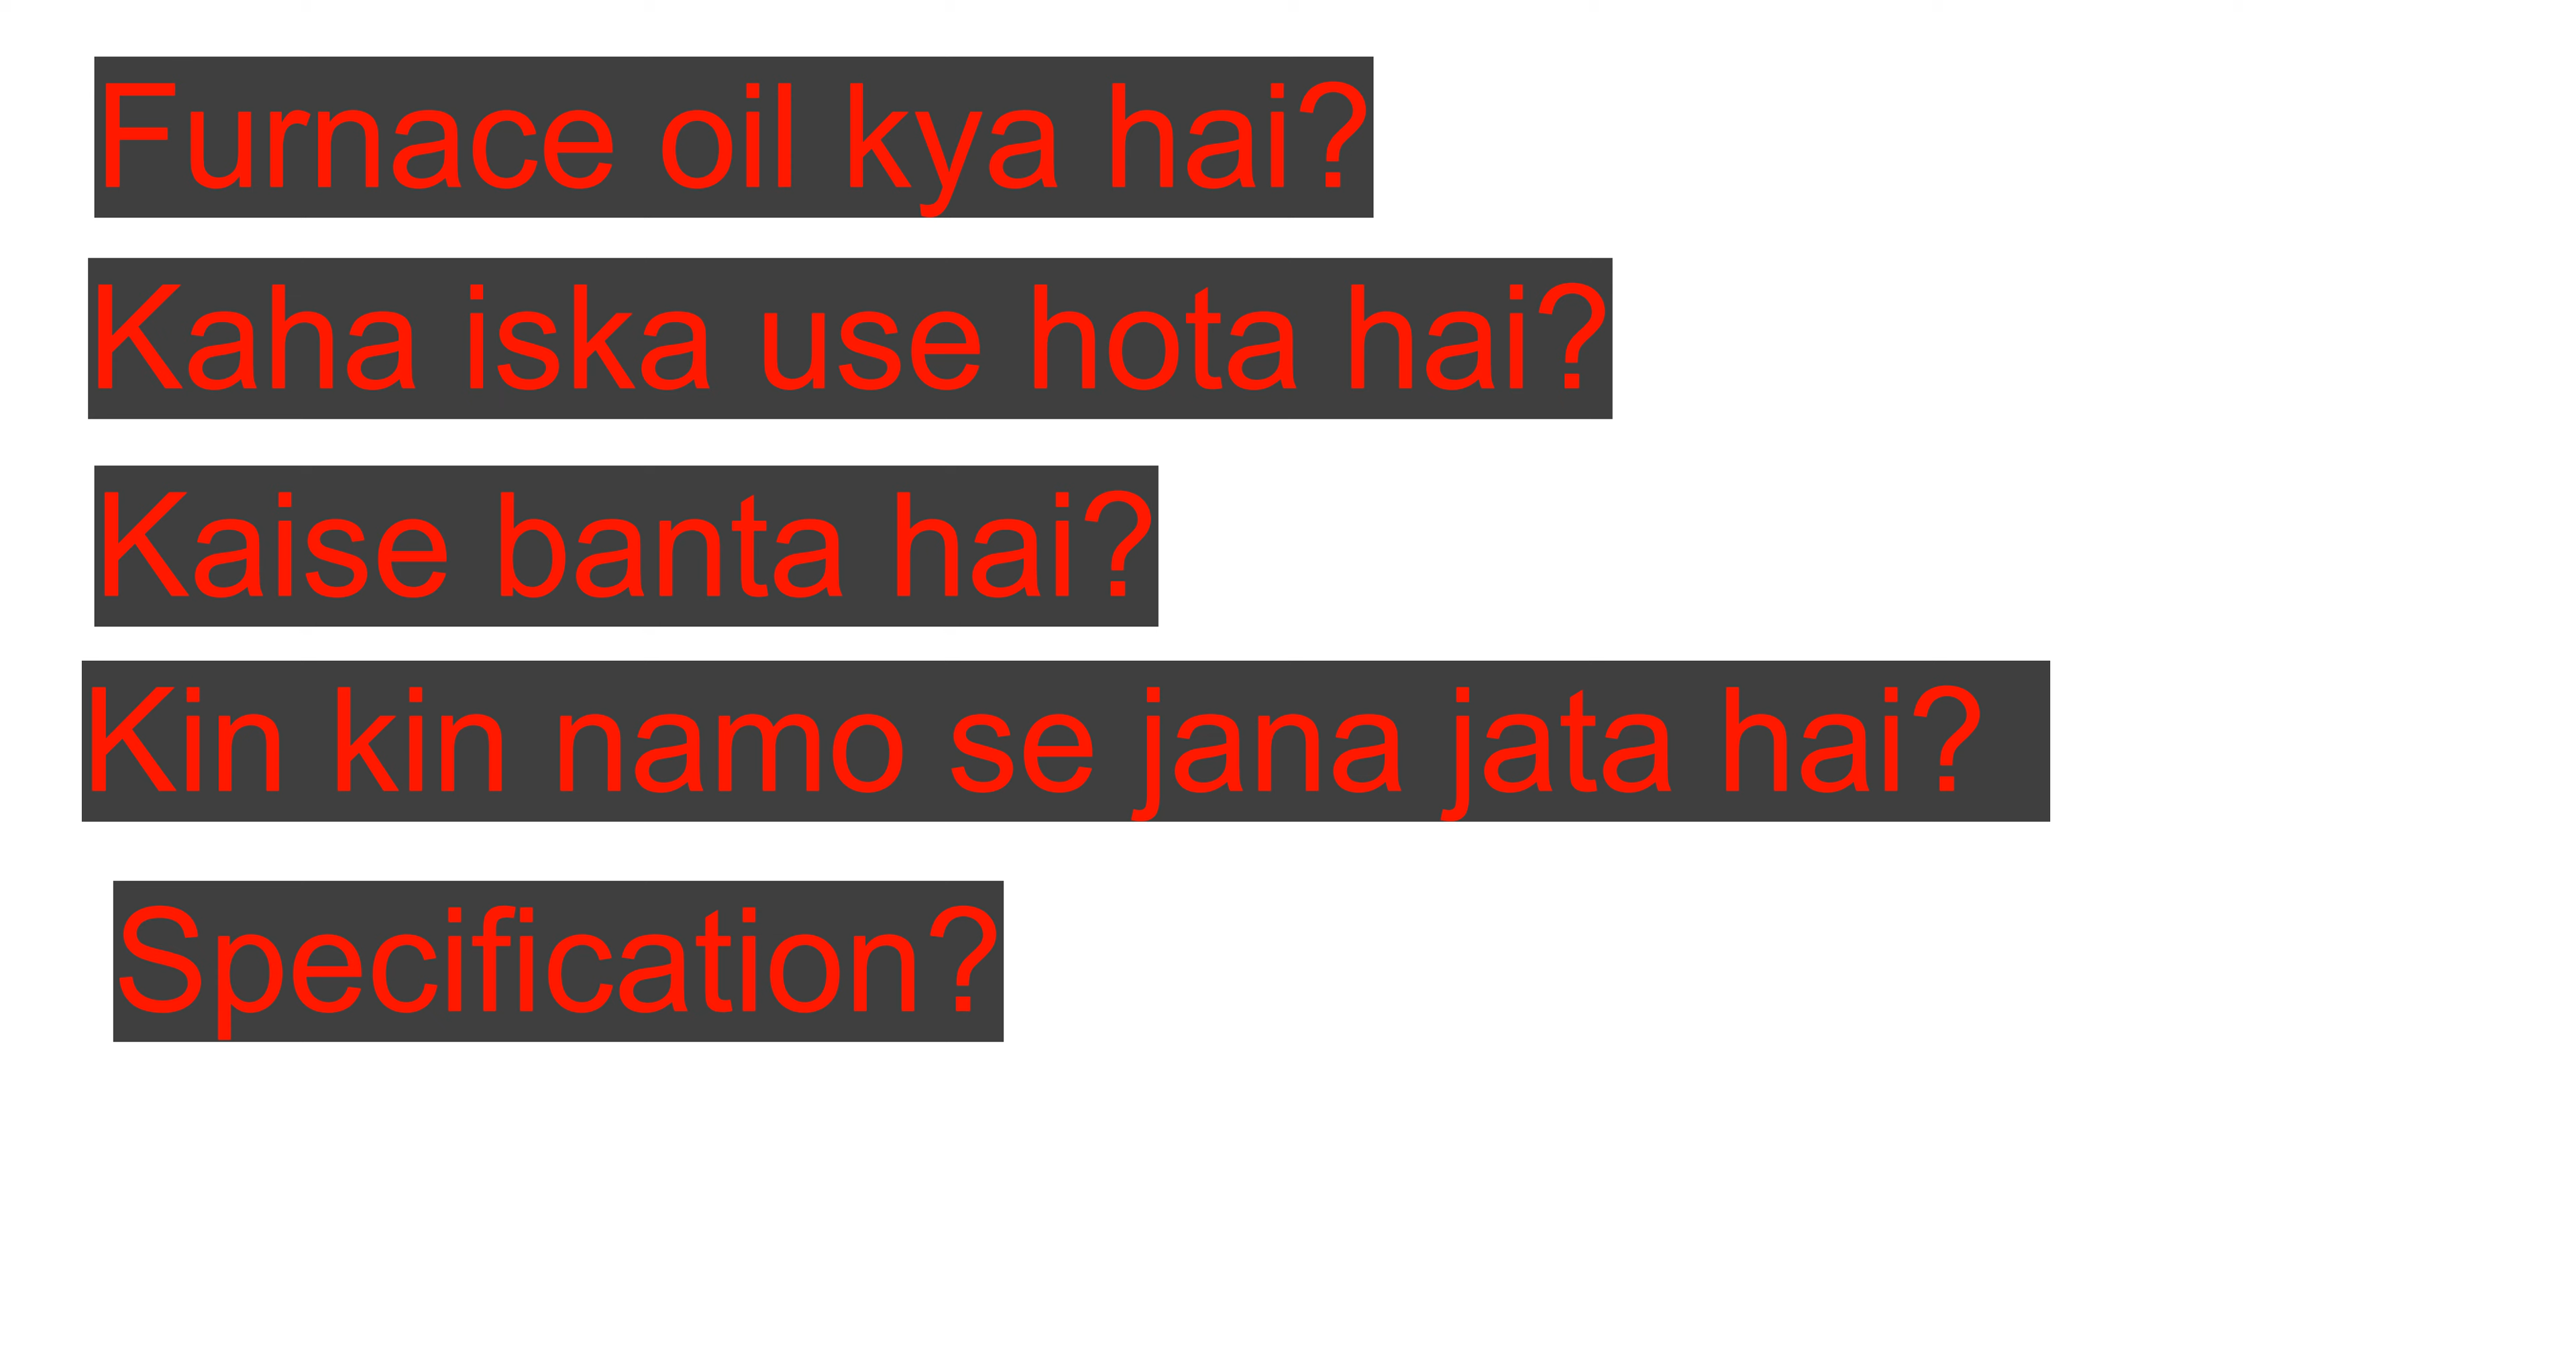 Furnace oil kya hai?
Kaha iska use hota hai?
Kaise banta hai?
Kin kin namo se jana jata hai?
Specification?